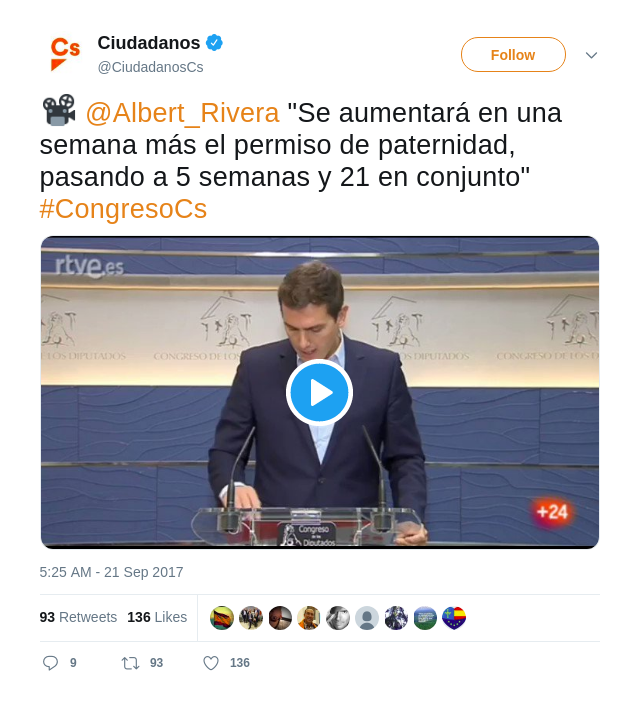 Cs
Ciudadanos
@CiudadanosCs
Follow
@Albert_Rivera "Se aumentará en una
semana más el permiso de paternidad,
pasando a 5 semanas y 21 en conjunto"
#CongresoCs
rtve.es
LOS DIPUTADOS CONGRESO DE LOS DIPUTADOS CONGRESO DE LOS D
+24
Congreso
de los
Diputados
5:25 AM - 21 Sep 2017
93 Retweets 136 Likes
9 93 136